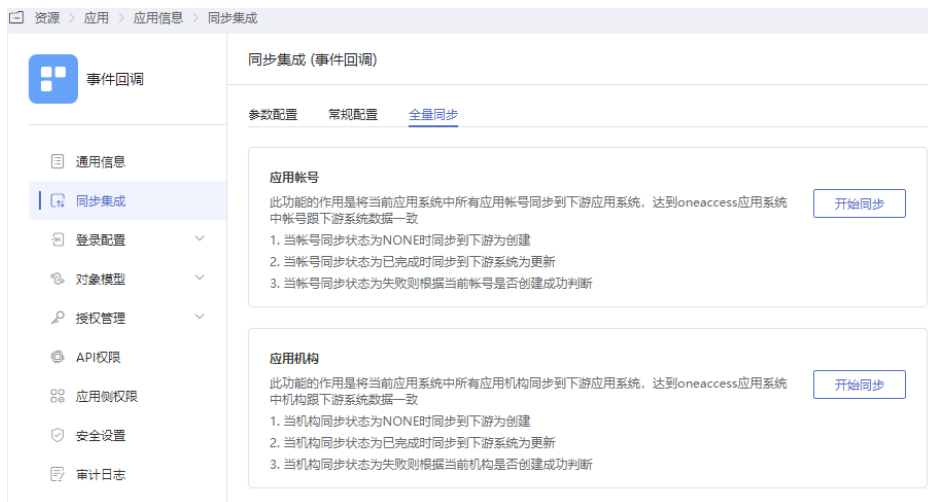 资源 > 应用 > 应用信息 > 同步集成
事件回调
通用信息
同步集成
登录配置
对象模型
授权管理
API权限
应用侧权限
安全设置
审计日志
同步集成 (事件回调)
参数配置 常规配置 全量同步
应用帐号
此功能的作用是将当前应用系统中所有应用帐号同步到下游应用系统，达到oneaccess应用系统
中帐号跟下游系统数据一致
1. 当帐号同步状态为NONE时同步到下游为创建
2. 当帐号同步状态为已完成时同步到下游系统为更新
3. 当帐号同步状态为失败则根据当前帐号是否创建成功判断
开始同步
应用机构
此功能的作用是将当前应用系统中所有应用机构同步到下游应用系统，达到oneaccess应用系统
中机构跟下游系统数据一致
1. 当机构同步状态为NONE时同步到下游为创建
2. 当机构同步状态为已完成时同步到下游系统为更新
3. 当机构同步状态为失败则根据当前机构是否创建成功判断
开始同步